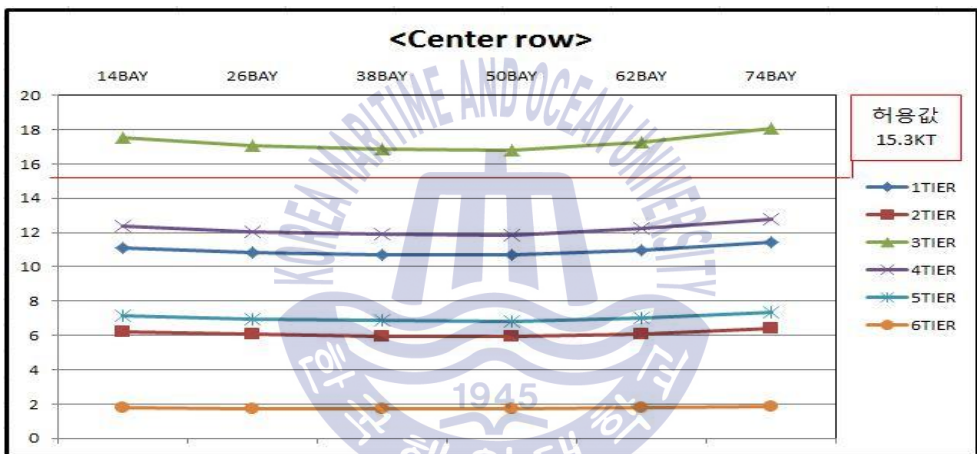 <Center row>
14BAY 26BAY 38BAY 50BAY 62BAY 74BAY
20
18
16
14
12
10
8
6
4
2
0
허용값
15.3KT
1TIER
2TIER
3TIER
4TIER
5TIER
6TIER
KOREA MARITIME AND OCEAN UNIVERSITY
1945